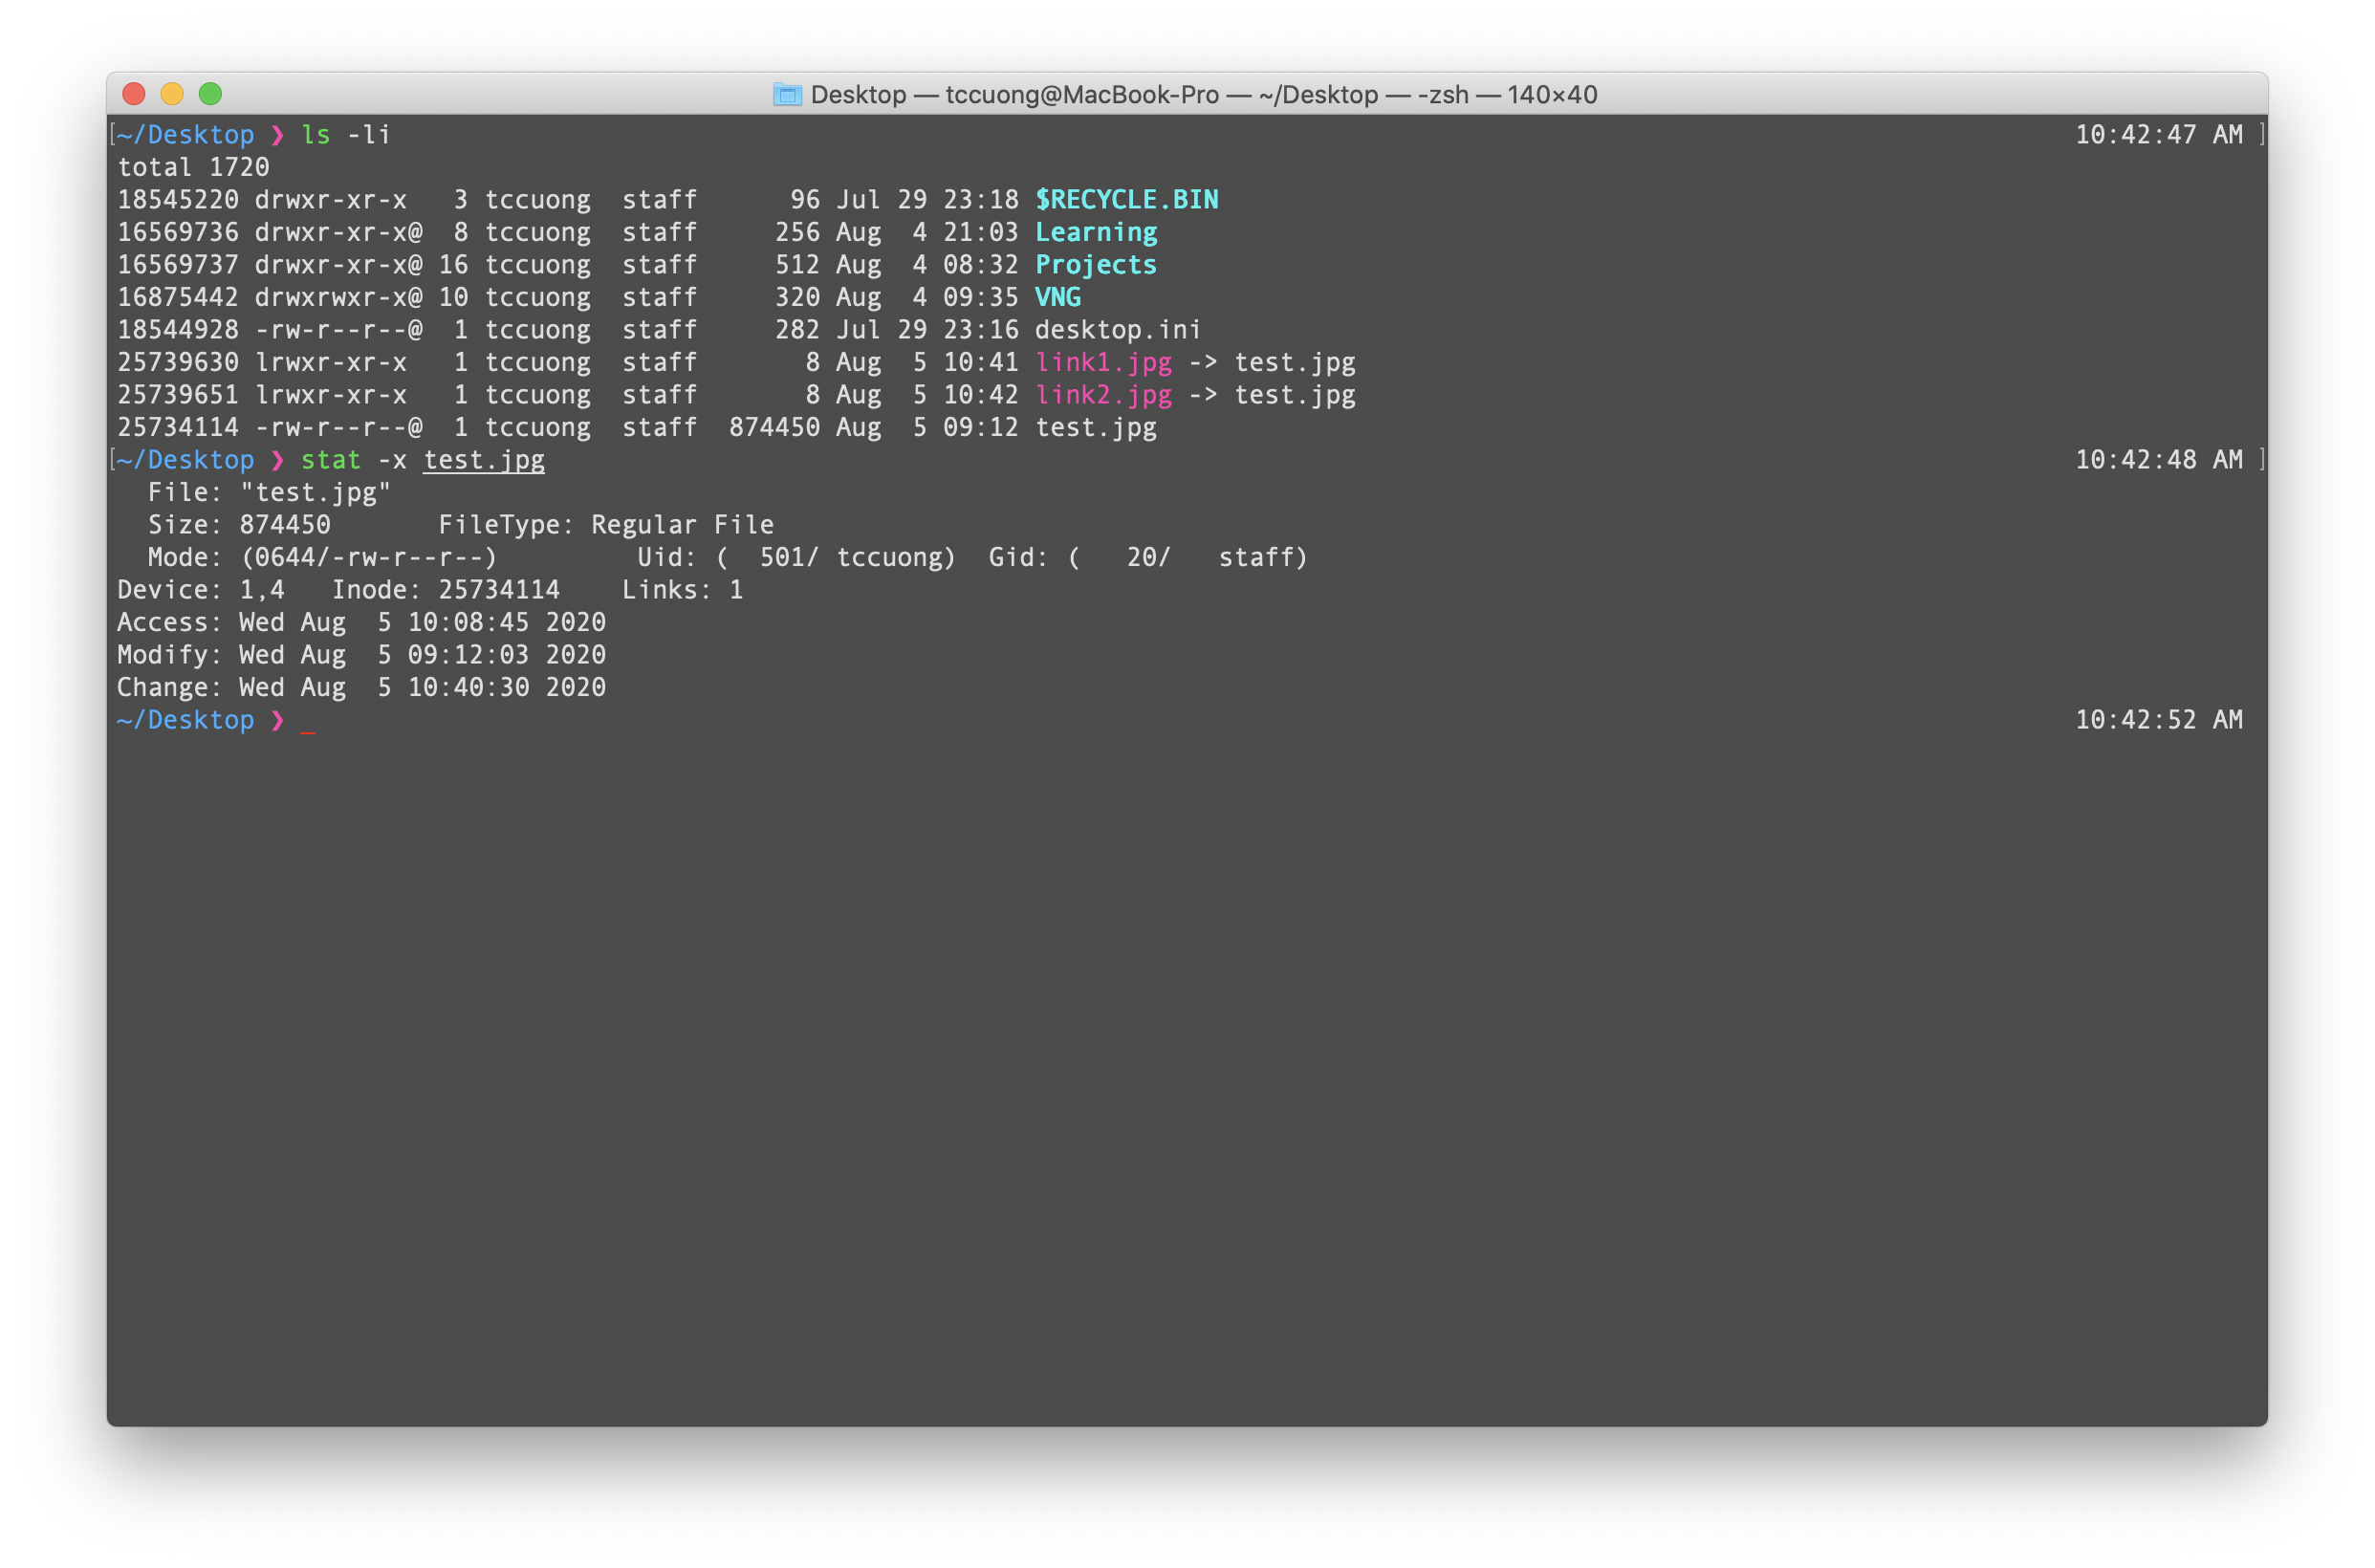 Desktop — tccuong@MacBook-Pro — ~/Desktop — -zsh — 140×40
[~/Desktop ❯ ls -li 10:42:47 AM ]
total 1720
18545220 drwxr-xr-x   3 tccuong  staff      96 Jul 29 23:18 $RECYCLE.BIN
16569736 drwxr-xr-x@  8 tccuong  staff     256 Aug  4 21:03 Learning
16569737 drwxr-xr-x@ 16 tccuong  staff     512 Aug  4 08:32 Projects
16875442 drwxrwxr-x@ 10 tccuong  staff     320 Aug  4 09:35 VNG
18544928 -rw-r--r--@  1 tccuong  staff     282 Jul 29 23:16 desktop.ini
25739630 lrwxr-xr-x   1 tccuong  staff       8 Aug  5 10:41 link1.jpg -> test.jpg
25739651 lrwxr-xr-x   1 tccuong  staff       8 Aug  5 10:42 link2.jpg -> test.jpg
25734114 -rw-r--r--@  1 tccuong  staff  874450 Aug  5 09:12 test.jpg
[~/Desktop ❯ stat -x test.jpg 10:42:48 AM ]
  File: "test.jpg"
  Size: 874450       FileType: Regular File
  Mode: (0644/-rw-r--r--)         Uid: (  501/ tccuong)  Gid: (   20/   staff)
Device: 1,4   Inode: 25734114    Links: 1
Access: Wed Aug  5 10:08:45 2020
Modify: Wed Aug  5 09:12:03 2020
Change: Wed Aug  5 10:40:30 2020
~/Desktop ❯ _ 10:42:52 AM